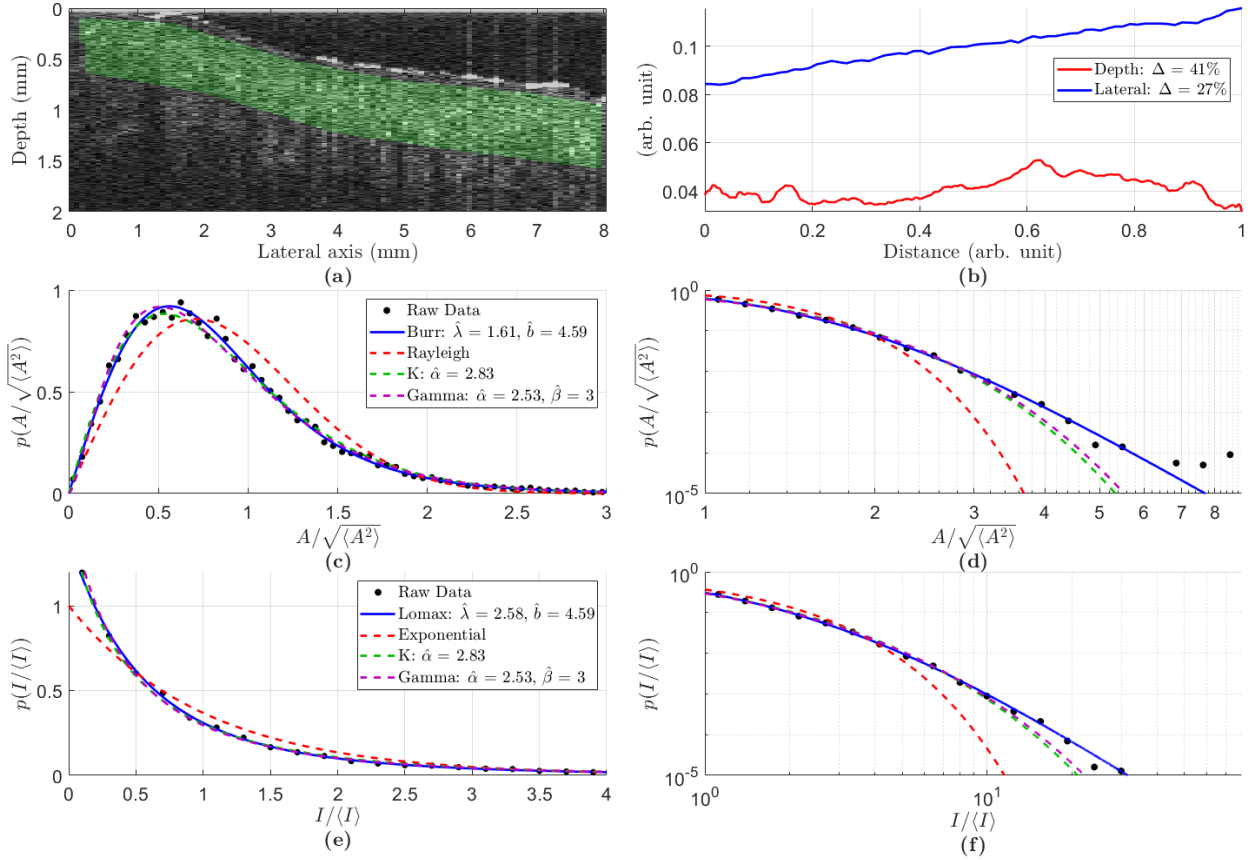 0
0.5
1
1.5
2
Depth (mm)
0 1 2 3 4 5 6 7 8
Lateral axis (mm)
(a)
0.1
0.08
0.06
0.04
(arb. unit)
Depth: Δ = 41%
Lateral: Δ = 27%
0 0.2 0.4 0.6 0.8 1
Distance (arb. unit)
(b)
1
0.5
0
p(A/√⟨A²⟩)
Raw Data
Burr: λ̂ = 1.61, b̂ = 4.59
Rayleigh
K: α̂ = 2.83
Gamma: α̂ = 2.53, β̂ = 3
0 0.5 1 1.5 2 2.5 3
A/√⟨A²⟩
(c)
10⁰
10⁻⁵
p(A/√⟨A²⟩)
1 2 3 4 5 6 7 8
A/√⟨A²⟩
(d)
1
0.5
0
p(I/⟨I⟩)
Raw Data
Lomax: λ̂ = 2.58, b̂ = 4.59
Exponential
K: α̂ = 2.83
Gamma: α̂ = 2.53, β̂ = 3
0 0.5 1 1.5 2 2.5 3 3.5 4
I/⟨I⟩
(e)
10⁰
10⁻⁵
p(I/⟨I⟩)
10⁰ 10¹
I/⟨I⟩
(f)